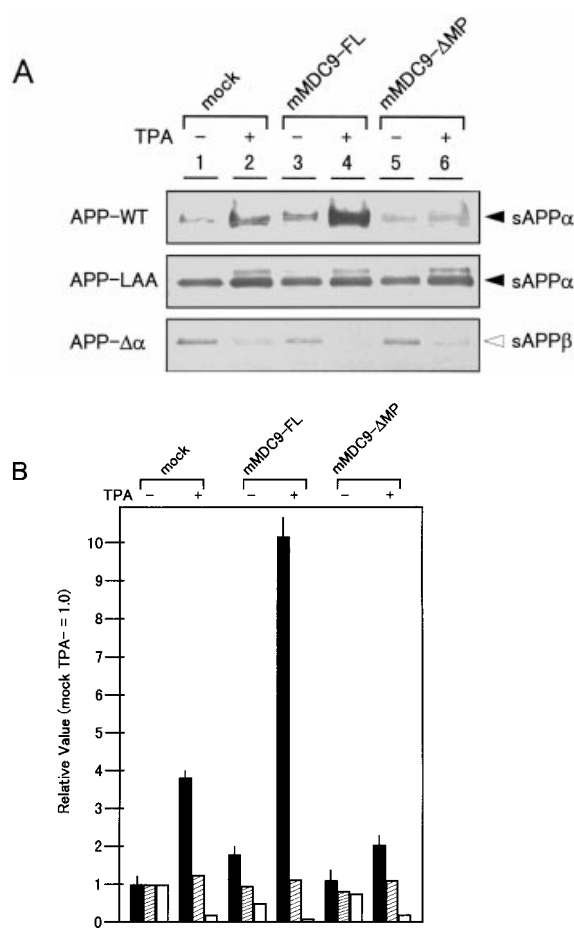 A
mock
mMDC9-FL
mMDC9-ΔMP
TPA − + − + − +
1 2 3 4 5 6
APP-WT
sAPPα
APP-LAA
sAPPα
APP-Δα
sAPPβ
B
mock
mMDC9-FL
mMDC9-ΔMP
TPA − + − + − +
Relative Value (mock TPA- = 1.0)
10
9
8
7
6
5
4
3
2
1
0